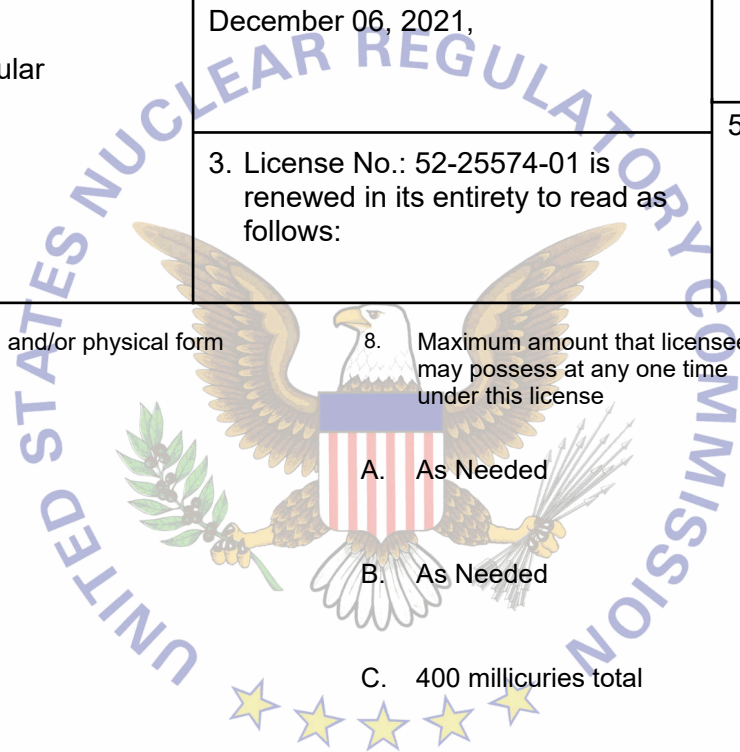 December 06, 2021,
ular
5
3. License No.: 52-25574-01 is
renewed in its entirety to read as
follows:
and/or physical form
8. Maximum amount that licensee
may possess at any one time
under this license
A. As Needed
B. As Needed
C. 400 millicuries total
UNITED STATES NUCLEAR REGULATORY COMMISSION